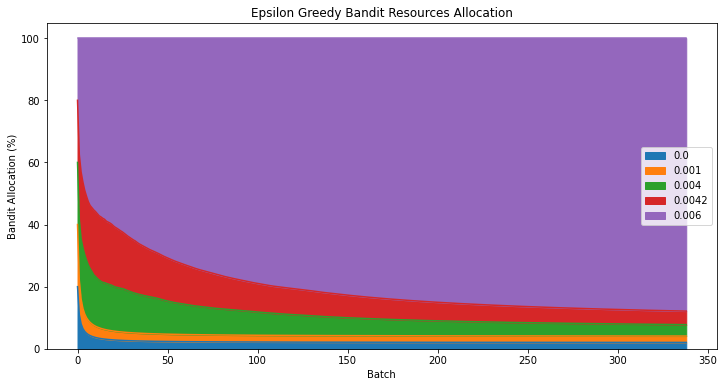 Epsilon Greedy Bandit Resources Allocation
Bandit Allocation (%)
100
80
60
40
20
0
0.0
0.001
0.004
0.0042
0.006
0 50 100 150 200 250 300 350
Batch